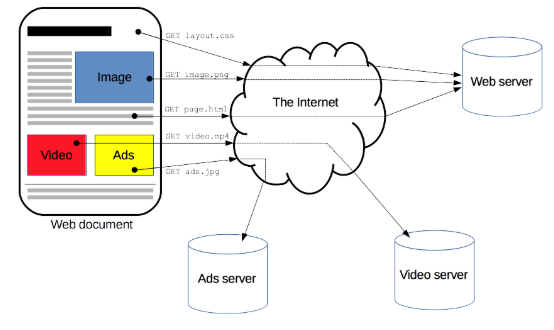 GET layout.css
Image
GET image.png
The Internet
Web server
GET page.html
GET video.mp4
Video
Ads
GET ads.jpg
Web document
Ads server
Video server